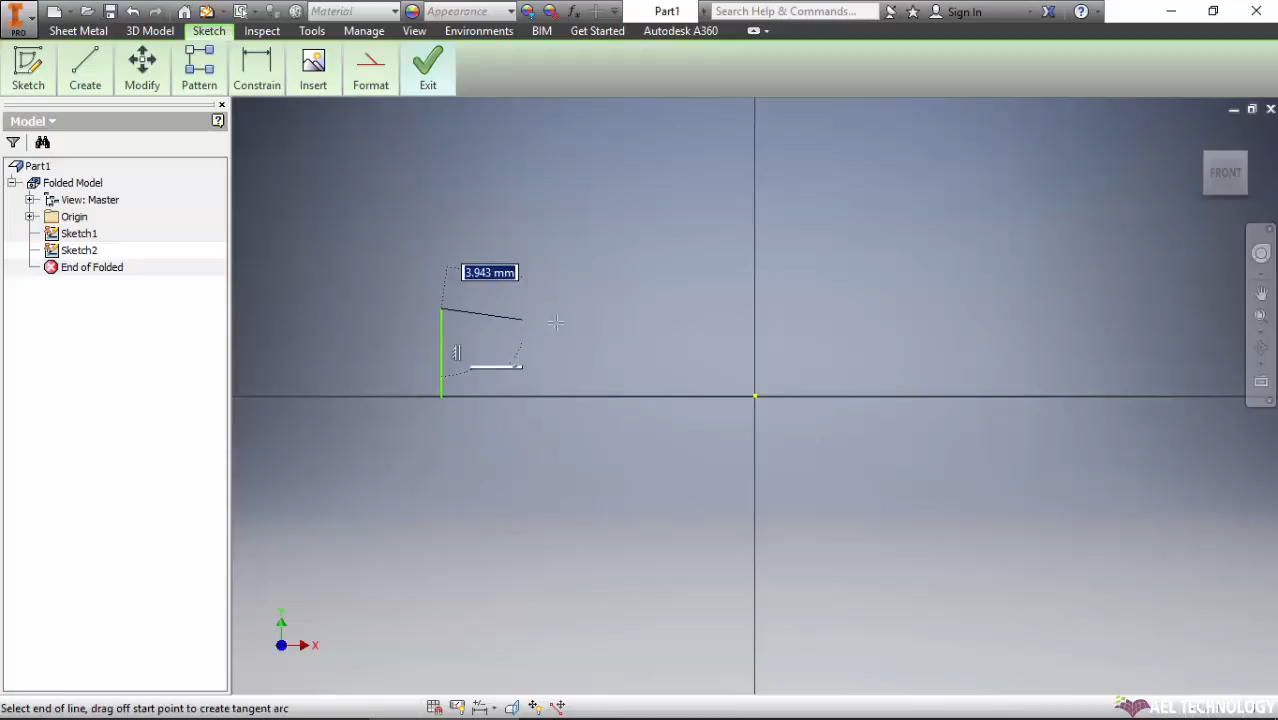 PRO
Material
Appearance
Part1
Search Help & Commands...
Sign In
Sheet Metal
3D Model
Sketch
Inspect
Tools
Manage
View
Environments
BIM
Get Started
Autodesk A360
Sketch
Create
Modify
Pattern
Constrain
Insert
Format
Exit
Model
Part1
Folded Model
View: Master
Origin
Sketch1
Sketch2
End of Folded
3.943 mm
FRONT
Y
X
Select end of line, drag off start point to create tangent arc
AEL TECHNOLOGY